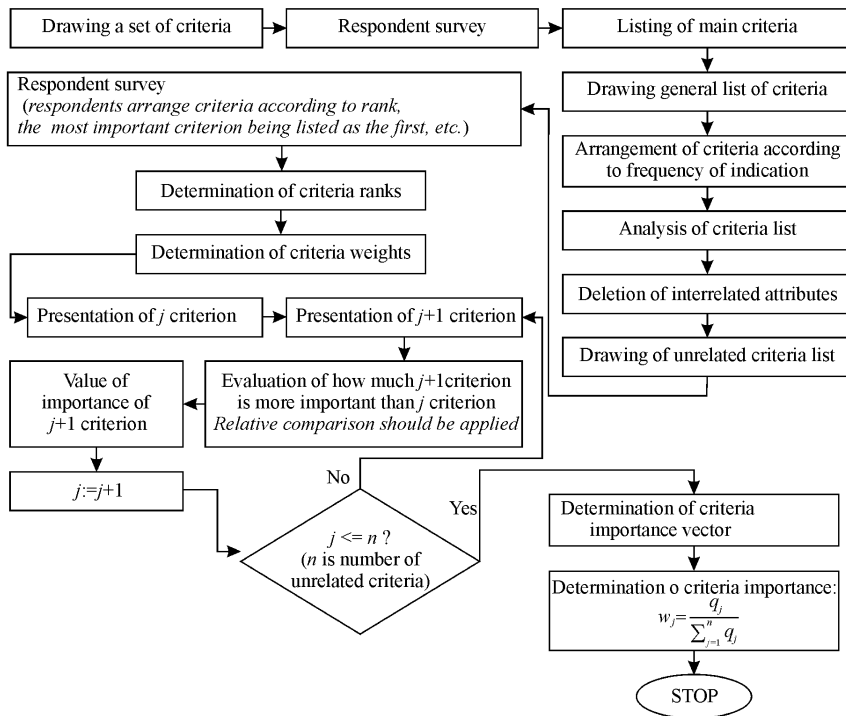 Drawing a set of criteria
Respondent survey
Listing of main criteria
Drawing general list of criteria
Arrangement of criteria according
to frequency of indication
Analysis of criteria list
Deletion of interrelated attributes
Drawing of unrelated criteria list
Respondent survey
(respondents arrange criteria according to rank,
the most important criterion being listed as the first, etc.)
Determination of criteria ranks
Determination of criteria weights
Presentation of j criterion
Presentation of j+1 criterion
Evaluation of how much j+1criterion
is more important than j criterion
Relative comparison should be applied
Value of
importance of
j+1 criterion
j:=j+1
j <= n ?
(n is number of
unrelated criteria)
No
Yes
Determination of criteria
importance vector
Determination o criteria importance:
w_j = q_j / ∑_{j=1}^{n} q_j
STOP